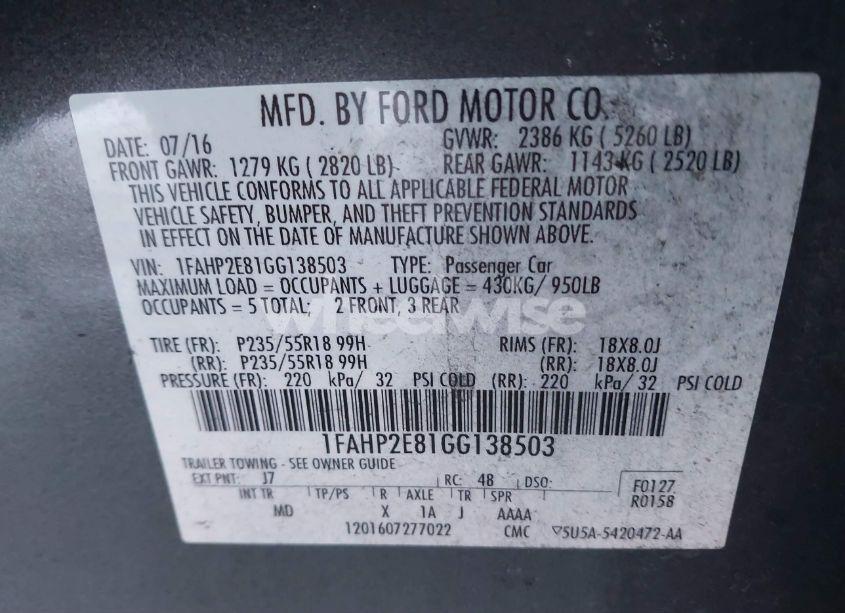 MFD. BY FORD MOTOR CO.
DATE: 07/16 GVWR: 2386 KG ( 5260 LB)
FRONT GAWR: 1279 KG ( 2820 LB) REAR GAWR: 1143 KG ( 2520 LB)
THIS VEHICLE CONFORMS TO ALL APPLICABLE FEDERAL MOTOR
VEHICLE SAFETY, BUMPER, AND THEFT PREVENTION STANDARDS
IN EFFECT ON THE DATE OF MANUFACTURE SHOWN ABOVE.
VIN: 1FAHP2E81GG138503 TYPE: Passenger Car
MAXIMUM LOAD = OCCUPANTS + LUGGAGE = 430KG/ 950LB
OCCUPANTS = 5 TOTAL; 2 FRONT, 3 REAR
wheelwise
TIRE (FR): P235/55R18 99H RIMS (FR): 18X8.0J
(RR): P235/55R18 99H (RR): 18X8.0J
PRESSURE (FR): 220 kPa/ 32 PSI COLD (RR): 220 kPa/ 32 PSI COLD
1FAHP2E81GG138503
TRAILER TOWING - SEE OWNER GUIDE
EXT PNT: J7 RC: 48 DSO: F0127
INT TR TP/PS R AXLE TR SPR R0158
MD X 1A J AAAA
1201607277022 CMC ▽5U5A-5420472-AA